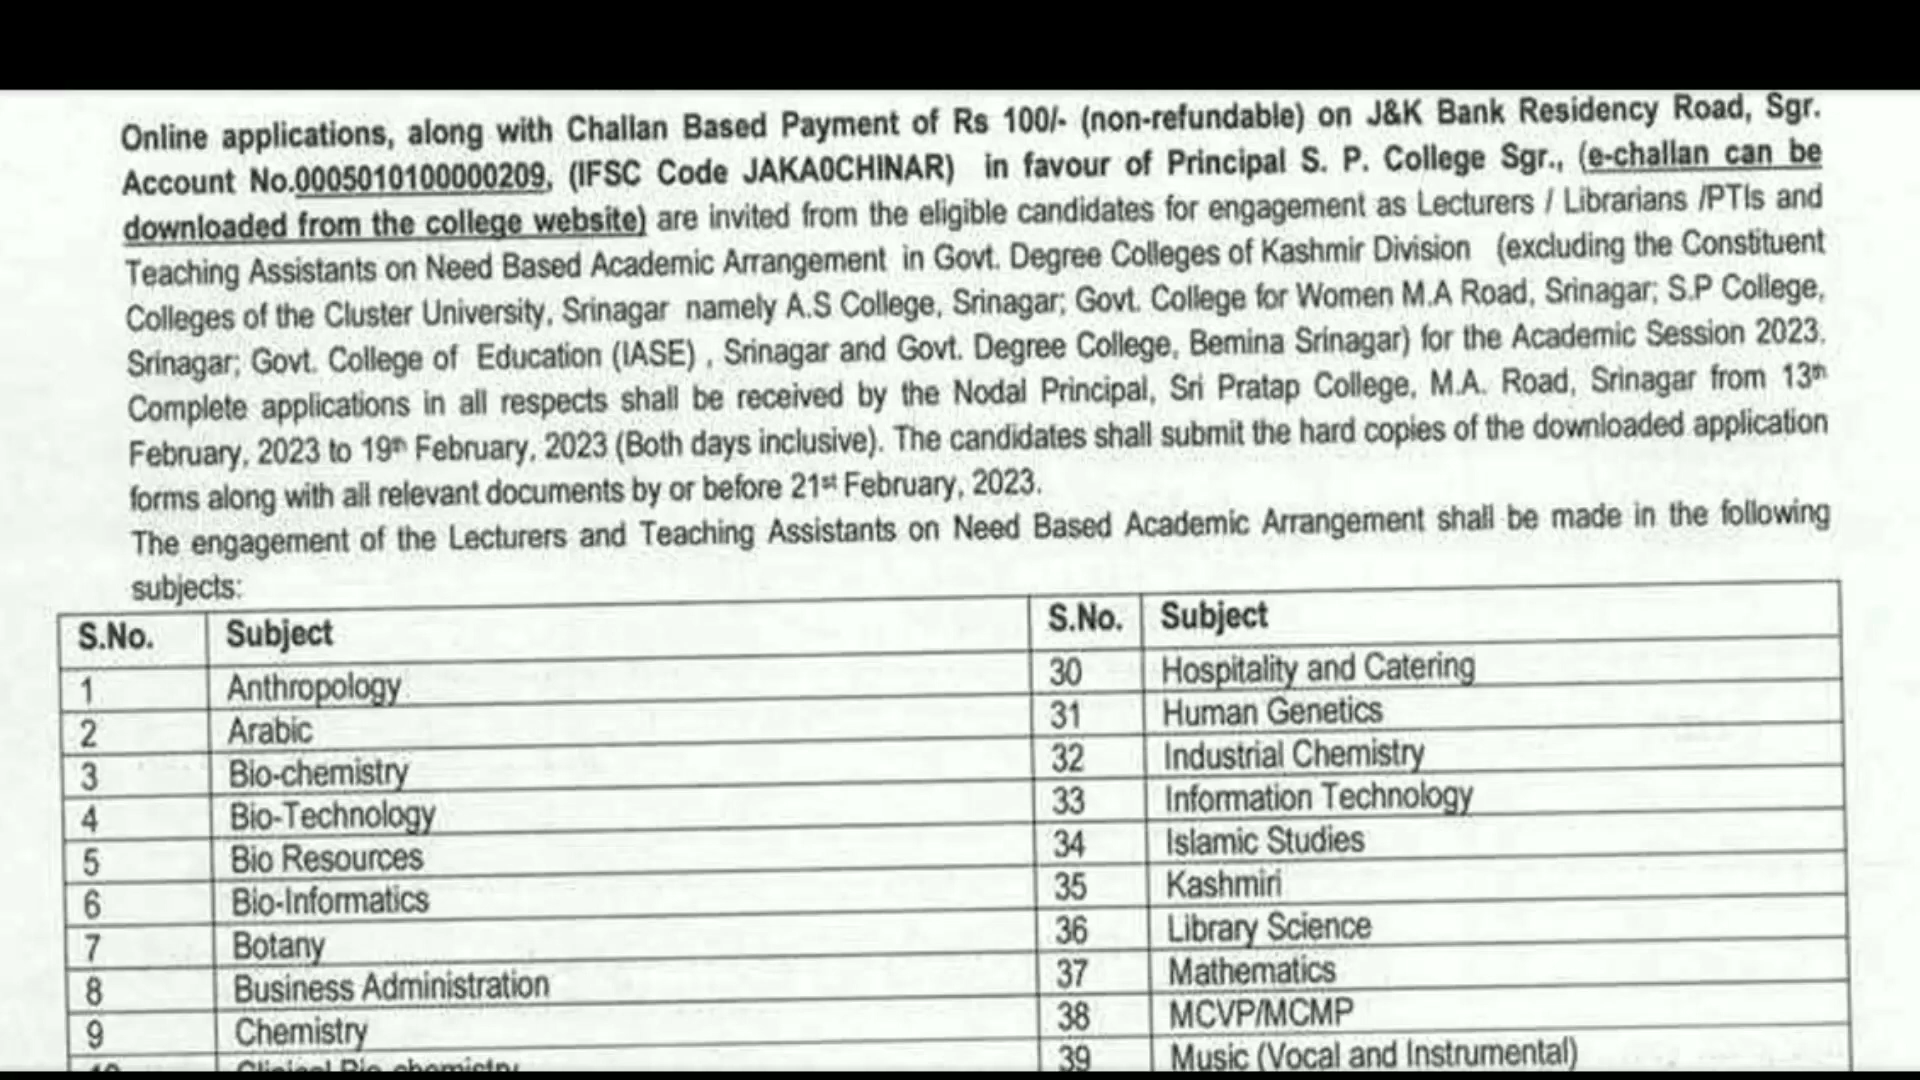 Online applications, along with Challan Based Payment of Rs 100/- (non-refundable) on J&K Bank Residency Road, Sgr.
Account No.0005010100000209, (IFSC Code JAKA0CHINAR) in favour of Principal S. P. College Sgr., (e-challan can be
downloaded from the college website) are invited from the eligible candidates for engagement as Lecturers / Librarians /PTIs and
Teaching Assistants on Need Based Academic Arrangement in Govt. Degree Colleges of Kashmir Division (excluding the Constituent
Colleges of the Cluster University, Srinagar namely A.S College, Srinagar; Govt. College for Women M.A Road, Srinagar; S.P College,
Srinagar; Govt. College of Education (IASE) , Srinagar and Govt. Degree College, Bemina Srinagar) for the Academic Session 2023.
Complete applications in all respects shall be received by the Nodal Principal, Sri Pratap College, M.A. Road, Srinagar from 13th
February, 2023 to 19th February, 2023 (Both days inclusive). The candidates shall submit the hard copies of the downloaded application
forms along with all relevant documents by or before 21st February, 2023.
The engagement of the Lecturers and Teaching Assistants on Need Based Academic Arrangement shall be made in the following
subjects:
S.No. Subject S.No. Subject
1 Anthropology 30 Hospitality and Catering
2 Arabic 31 Human Genetics
3 Bio-chemistry 32 Industrial Chemistry
4 Bio-Technology 33 Information Technology
5 Bio Resources 34 Islamic Studies
6 Bio-Informatics 35 Kashmiri
7 Botany 36 Library Science
8 Business Administration 37 Mathematics
9 Chemistry 38 MCVP/MCMP
10 Clinical Bio-chemistry 39 Music (Vocal and Instrumental)